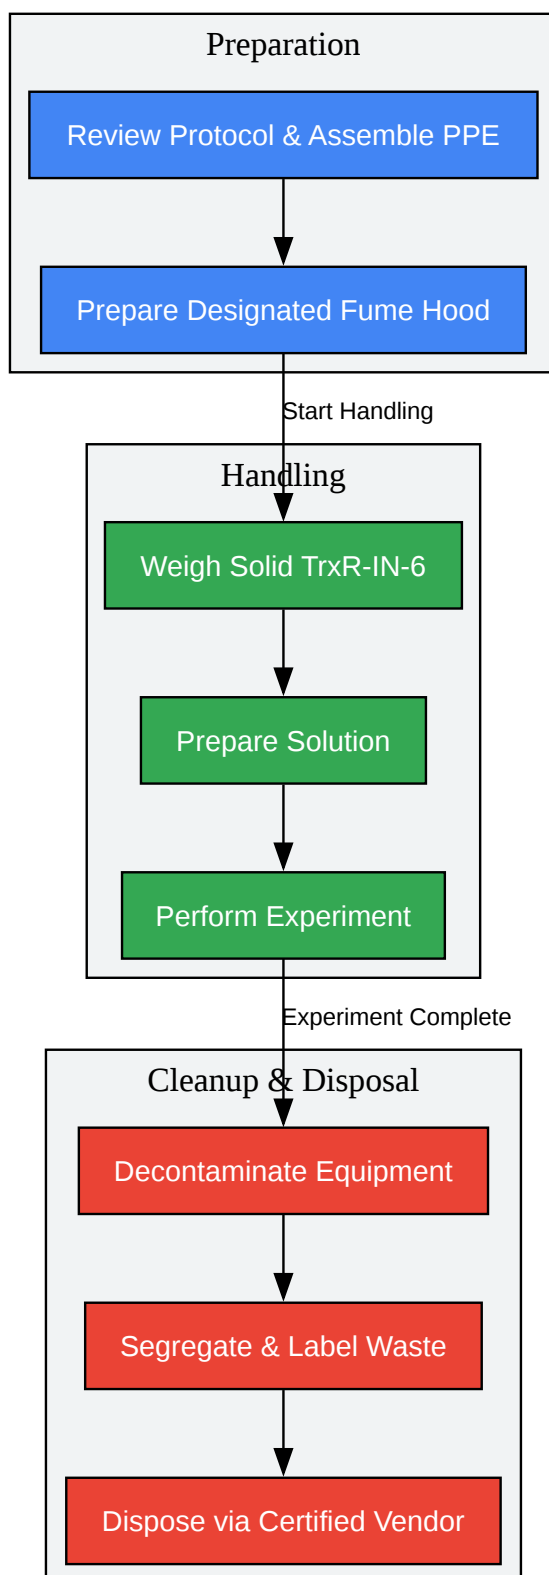 Preparation
Review Protocol & Assemble PPE
Prepare Designated Fume Hood
Start Handling
Handling
Weigh Solid TrxR-IN-6
Prepare Solution
Perform Experiment
Experiment Complete
Cleanup & Disposal
Decontaminate Equipment
Segregate & Label Waste
Dispose via Certified Vendor